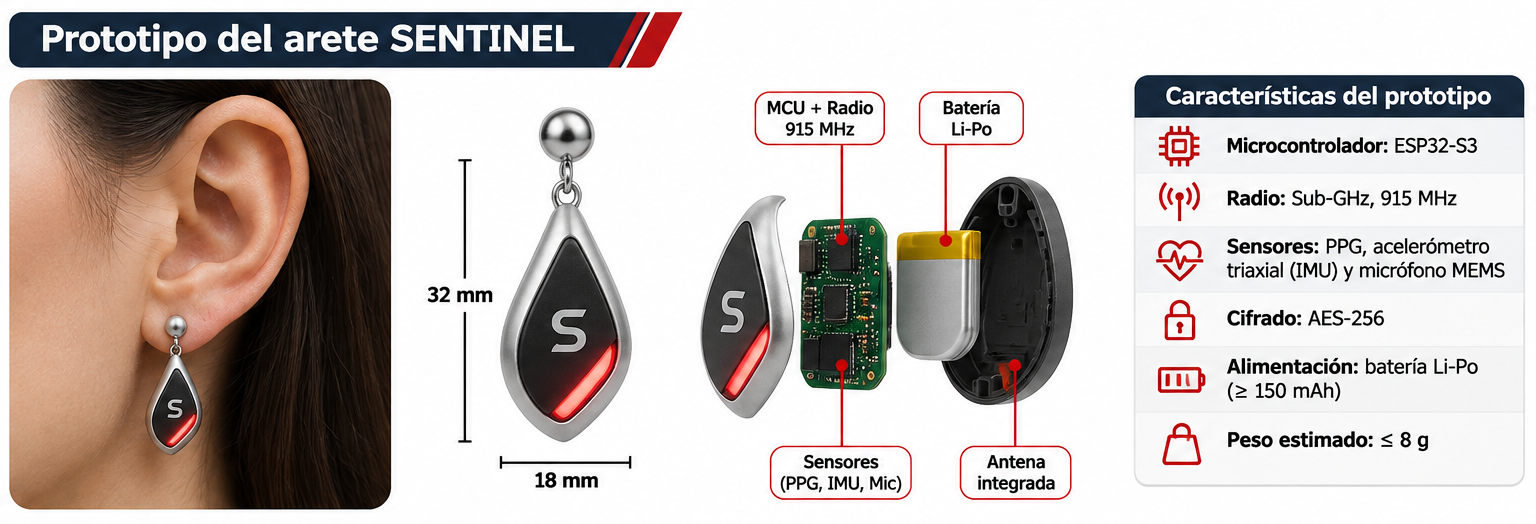 Prototipo del arete SENTINEL
S
32 mm
S
18 mm
MCU + Radio
915 MHz
Batería
Li-Po
S
Sensores
(PPG, IMU, Mic)
Antena
integrada
Características del prototipo
Microcontrolador: ESP32-S3
Radio: Sub-GHz, 915 MHz
Sensores: PPG, acelerómetro
triaxial (IMU) y micrófono MEMS
Cifrado: AES-256
Alimentación: batería Li-Po
(≥ 150 mAh)
Peso estimado: ≤ 8 g